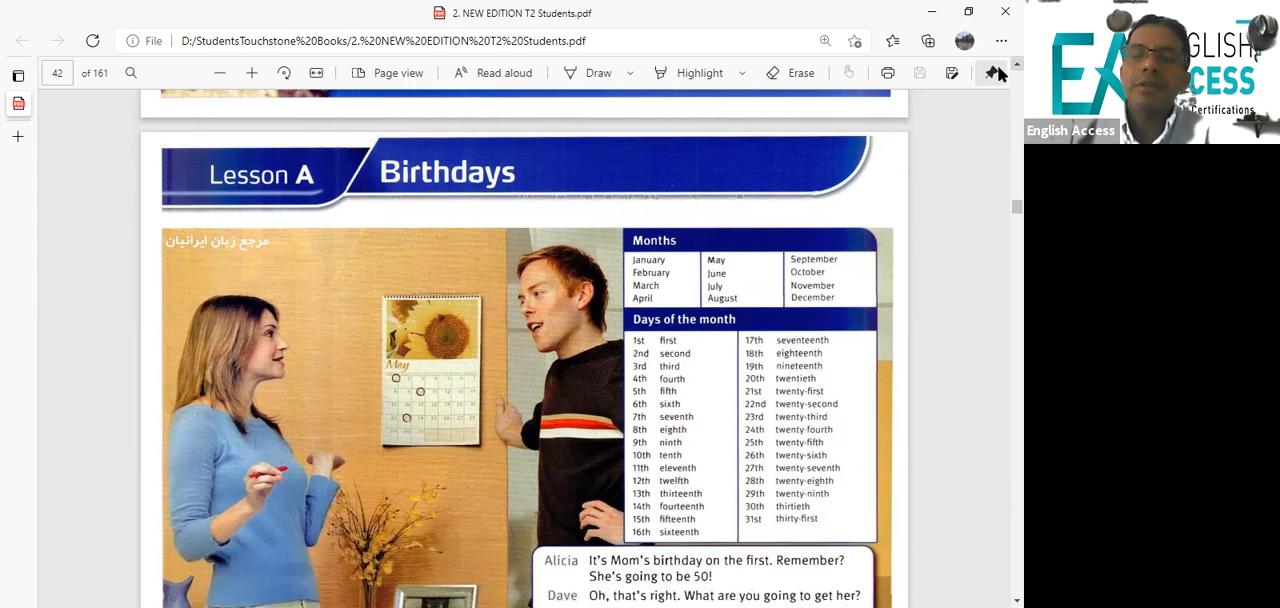 2. NEW EDITION T2 Students.pdf
File D:/StudentsTouchstone%20Books/2.%20NEW%20EDITION%20T2%20Students.pdf
42 of 161 Page view Read aloud Draw Highlight Erase
GLISH
EA CESS
Certifications
English Access
Lesson A Birthdays
مرجع زبان ایرانیان
Months
January May September
February June October
March July November
April August December
Days of the month
1st first 17th seventeenth
2nd second 18th eighteenth
3rd third 19th nineteenth
4th fourth 20th twentieth
5th fifth 21st twenty-first
6th sixth 22nd twenty-second
7th seventh 23rd twenty-third
8th eighth 24th twenty-fourth
9th ninth 25th twenty-fifth
10th tenth 26th twenty-sixth
11th eleventh 27th twenty-seventh
12th twelfth 28th twenty-eighth
13th thirteenth 29th twenty-ninth
14th fourteenth 30th thirtieth
15th fifteenth 31st thirty-first
16th sixteenth
May
Alicia It's Mom's birthday on the first. Remember?
She's going to be 50!
Dave Oh, that's right. What are you going to get her?